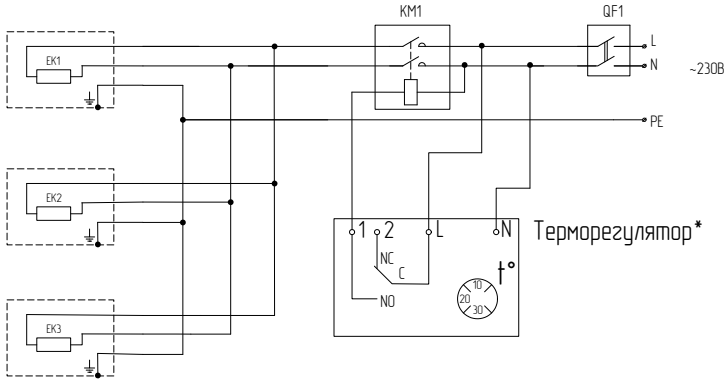 KM1
QF1
L
EK1
N
~230В
PE
EK2
1
2
L
N
Терморегулятор*
NC
C
t°
10
NO
20
30
EK3